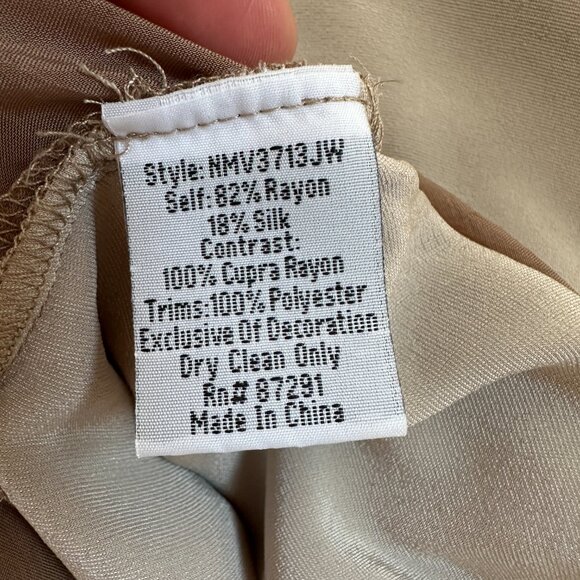 Style: NMV3713JW
Self: 82% Rayon
18% Silk
Contrast:
100% Cupra Rayon
Trims:100% Polyester
Exclusive Of Decoration
Dry Clean Only
Rn# 87291
Made In China